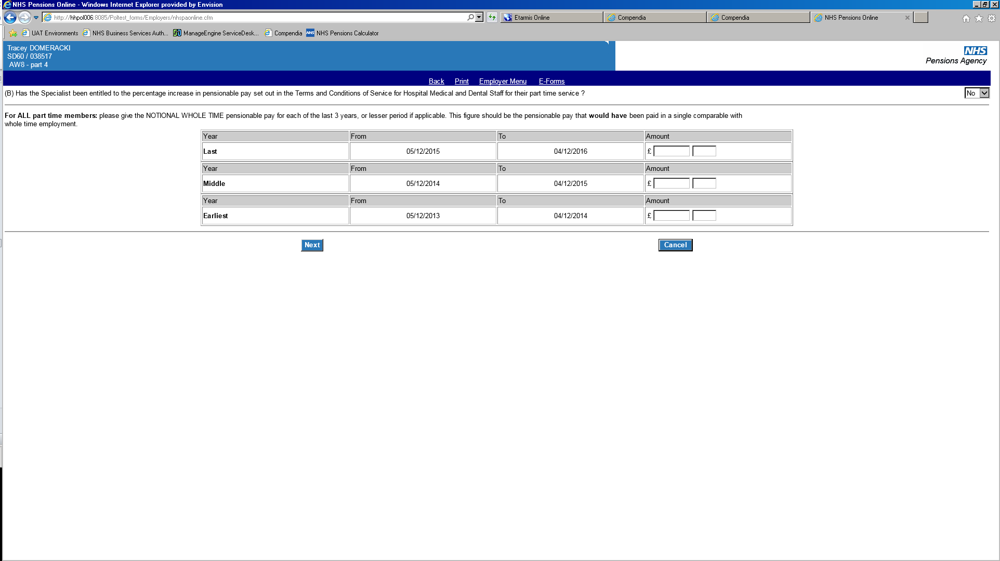 NHS Pensions Online - Windows Internet Explorer provided by Envision
http://hhpol006:8085/Poltest_forms/Employers/nhspaonline.cfm
Etarmis Online
Compendia
Compendia
NHS Pensions Online
UAT Environments
NHS Business Services Auth...
ManageEngine ServiceDesk...
Compendia
NHS
NHS Pensions Calculator
Tracey DOMERACKI
SD60 / 038517
AW8 - part 4
NHS
Pensions Agency
Back Print Employer Menu E-Forms
(B) Has the Specialist been entitled to the percentage increase in pensionable pay set out in the Terms and Conditions of Service for Hospital Medical and Dental Staff for their part time service ? No
For ALL part time members: please give the NOTIONAL WHOLE TIME pensionable pay for each of the last 3 years, or lesser period if applicable. This figure should be the pensionable pay that would have been paid in a single comparable with
whole time employment.
Year From To Amount
Last 05/12/2015 04/12/2016 £
Year From To Amount
Middle 05/12/2014 04/12/2015 £
Year From To Amount
Earliest 05/12/2013 04/12/2014 £
Next Cancel